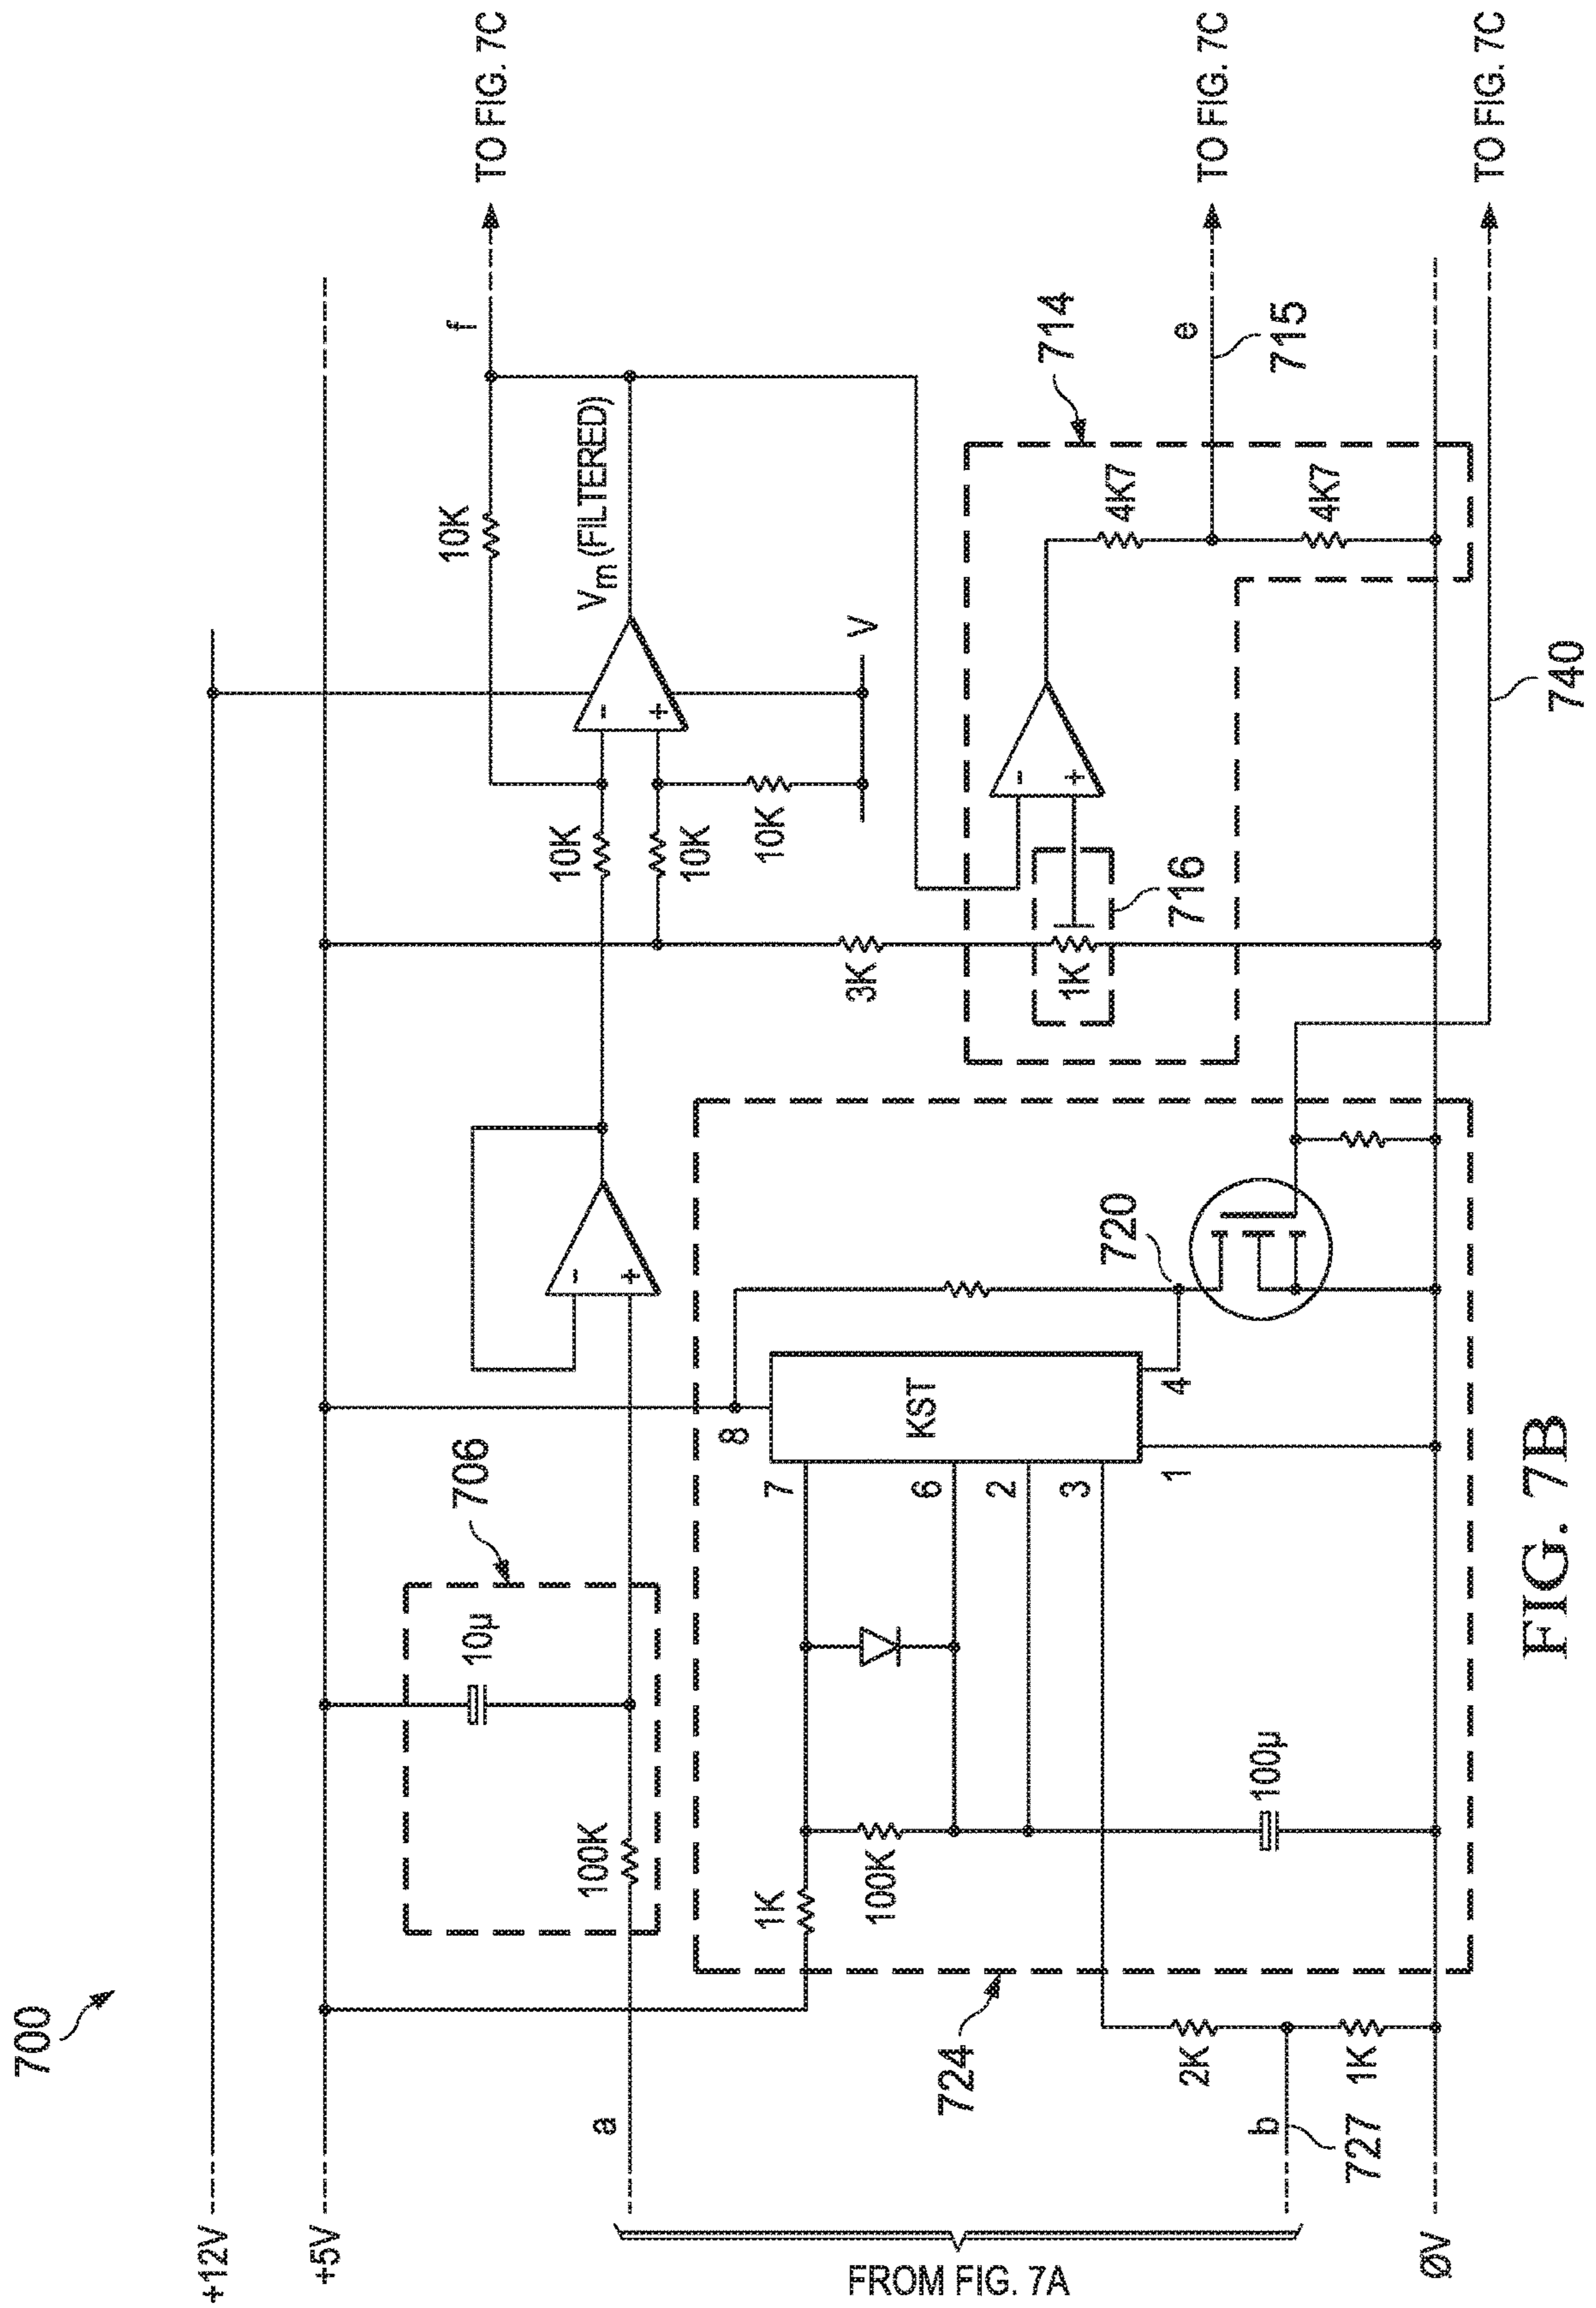 700
+12V
+5V
a
FROM FIG. 7A
b
727
ØV
706
10µ
100K
724
1K
100K
100µ
2K
1K
7
6
2
3
1
8
4
KST
720
-
+
10K
10K
10K
10K
3K
-
+
Vm (FILTERED)
V
f
TO FIG. 7C
714
716
1K
-
+
4K7
4K7
e
715
TO FIG. 7C
740
TO FIG. 7C
FIG. 7B